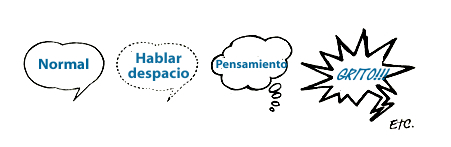 Normal
Hablar
despacio
Pensamiento
GRITO!!!
ETC.